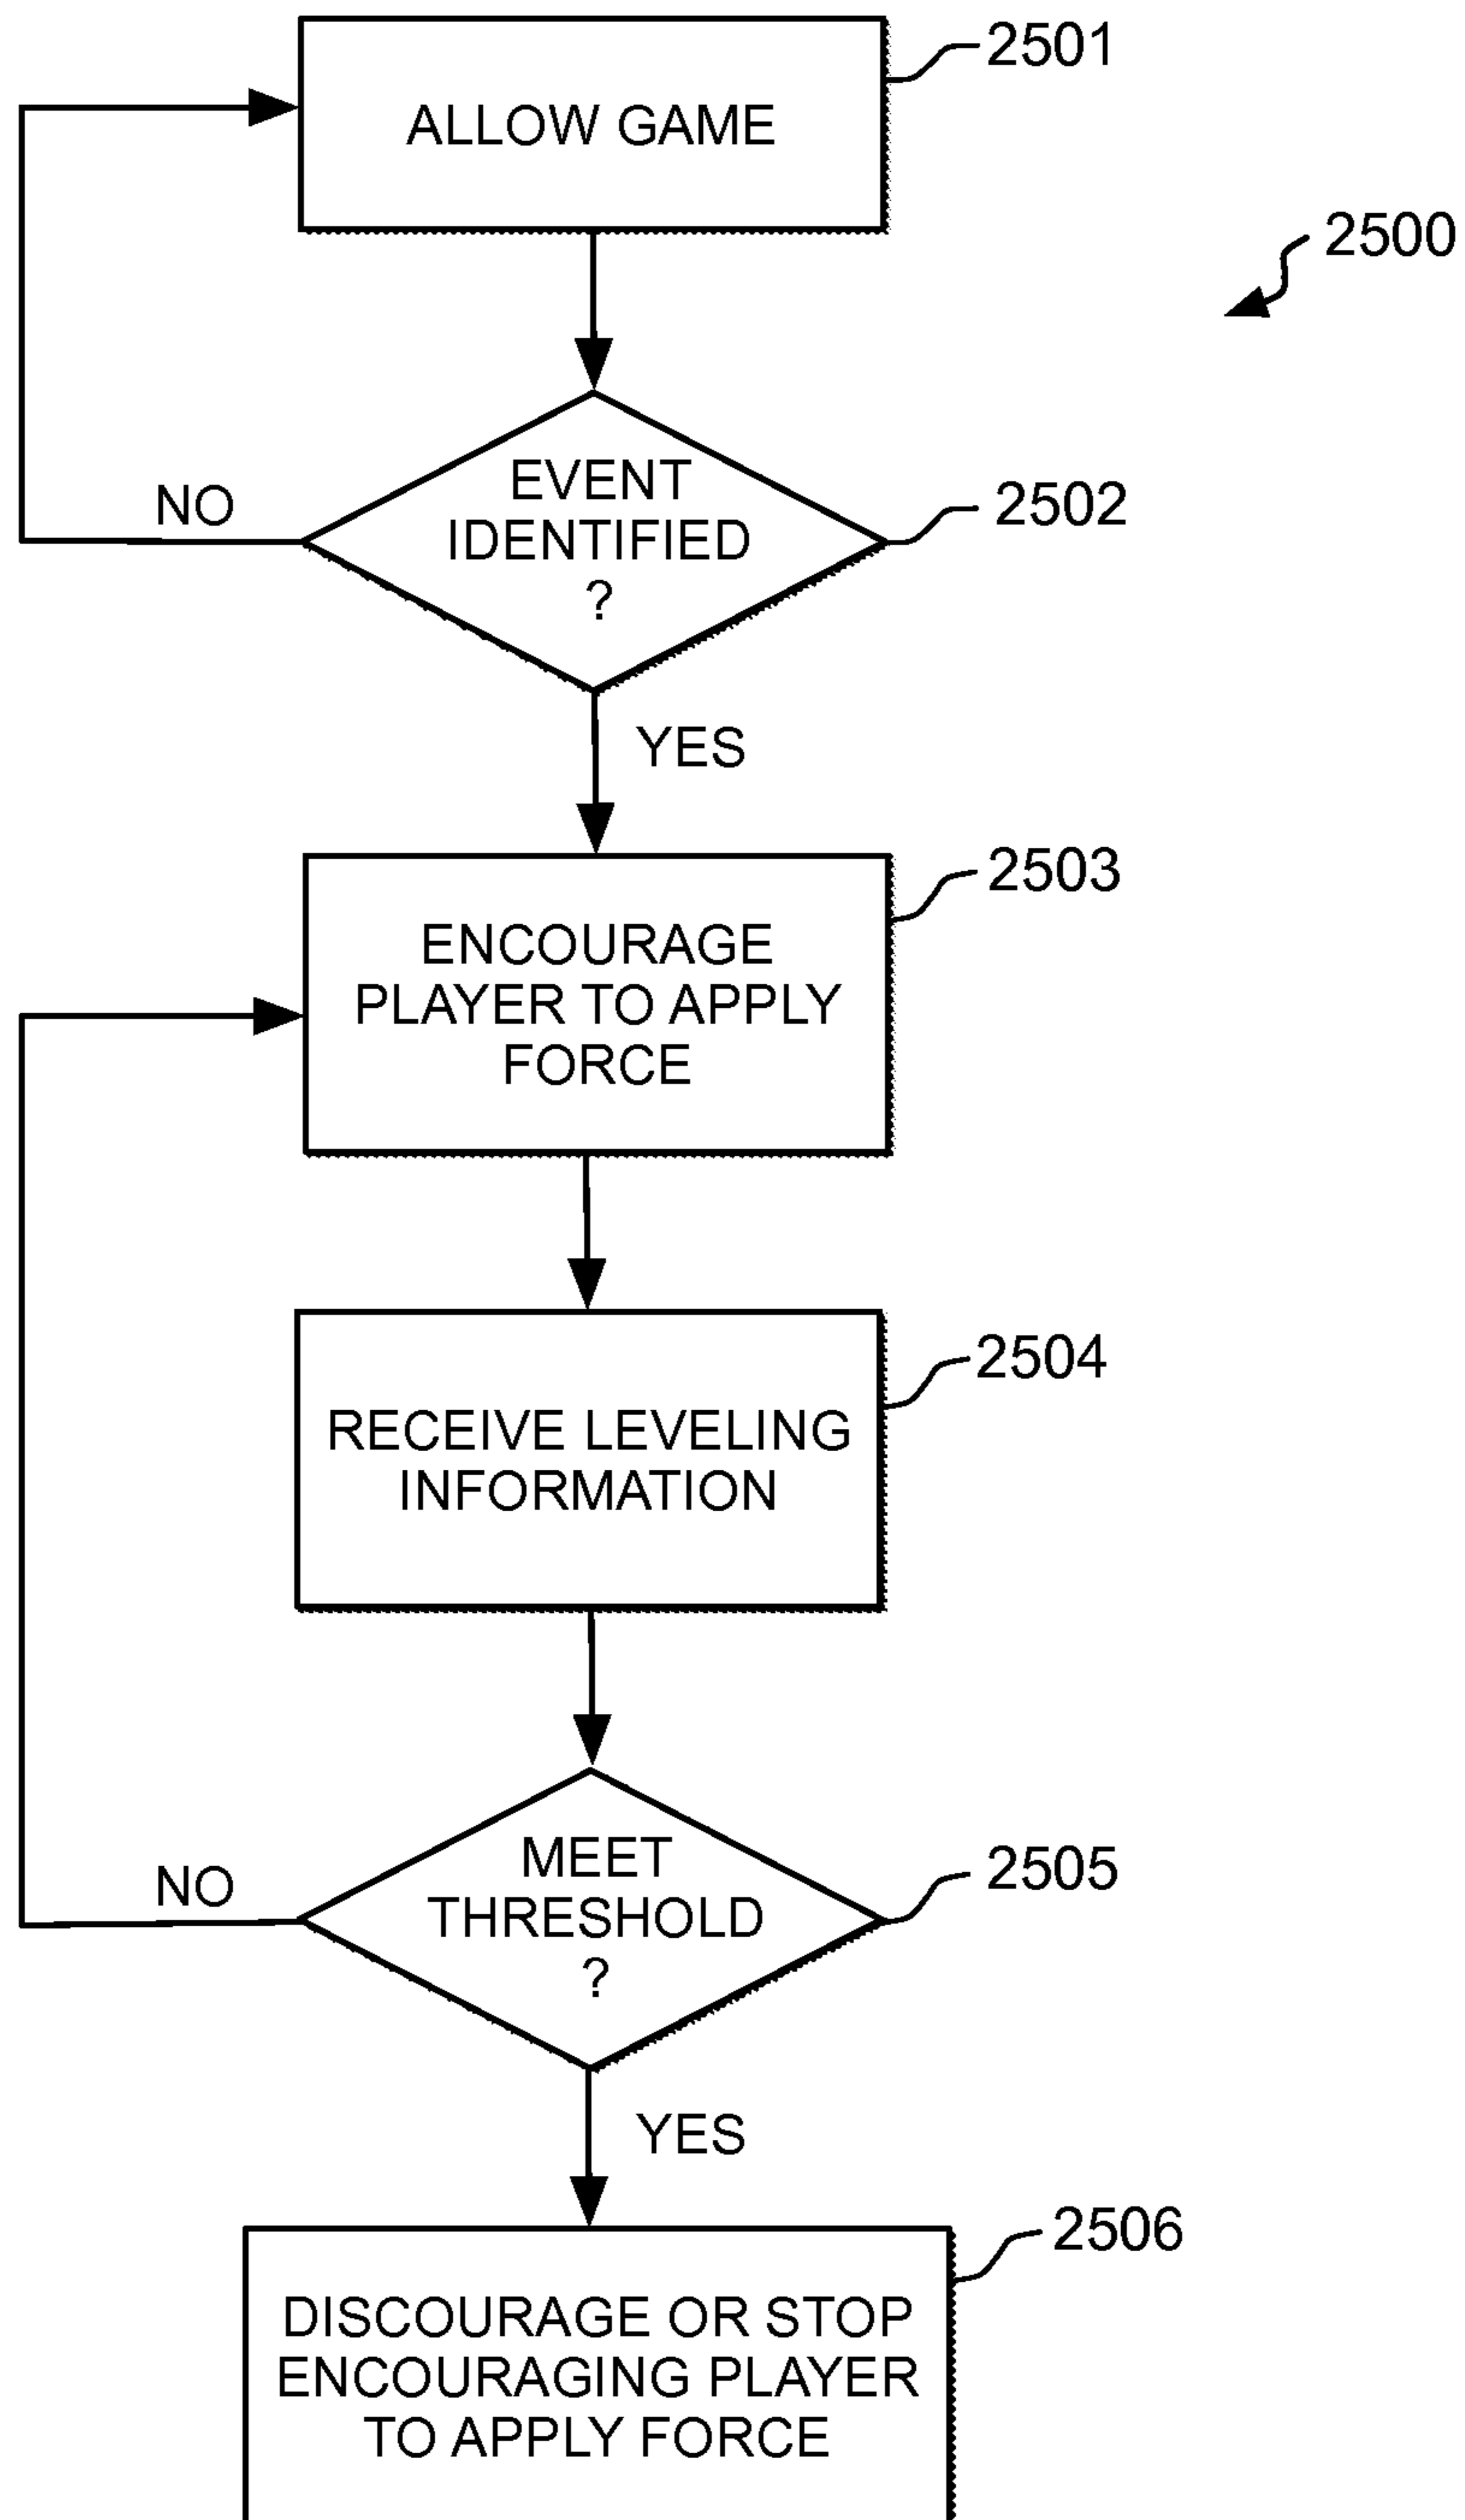 2501
ALLOW GAME
2500
EVENT
IDENTIFIED
?
2502
NO
YES
2503
ENCOURAGE
PLAYER TO APPLY
FORCE
2504
RECEIVE LEVELING
INFORMATION
MEET
THRESHOLD
?
2505
NO
YES
2506
DISCOURAGE OR STOP
ENCOURAGING PLAYER
TO APPLY FORCE